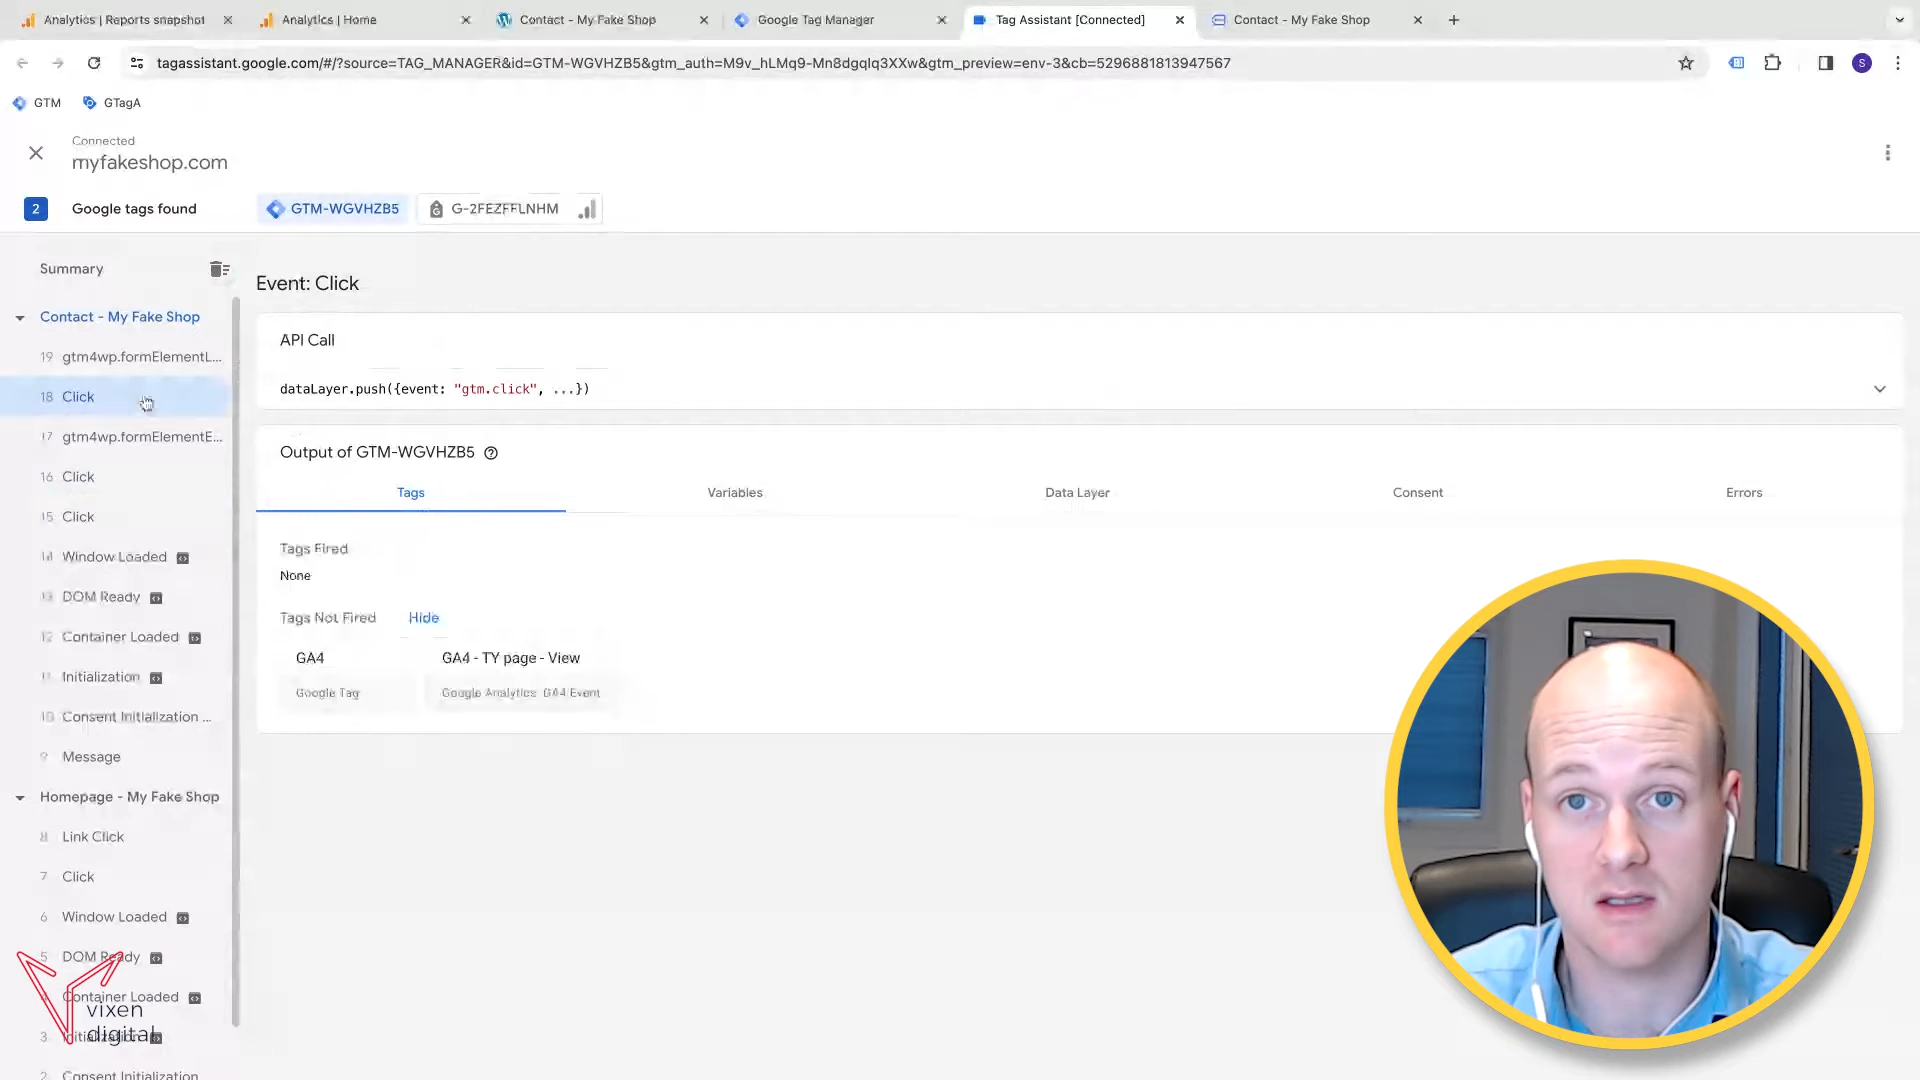 Analytics | Reports snapshot
Analytics | Home
Contact - My Fake Shop
Google Tag Manager
Tag Assistant [Connected]
Contact - My Fake Shop
tagassistant.google.com/#/?source=TAG_MANAGER&id=GTM-WGVHZB5&gtm_auth=M9v_hLMq9-Mn8dgqIq3XXw&gtm_preview=env-3&cb=5296881813947567
S
GTM
GTagA
Connected
myfakeshop.com
2
Google tags found
GTM-WGVHZB5
G-2FEZFFLNHM
Summary
Contact - My Fake Shop
19 gtm4wp.formElementL...
18 Click
17 gtm4wp.formElementE...
16 Click
15 Click
14 Window Loaded
13 DOM Ready
12 Container Loaded
11 Initialization
10 Consent Initialization ...
9 Message
Homepage - My Fake Shop
8 Link Click
7 Click
6 Window Loaded
5 DOM Ready
4 Container Loaded
3 Initialization
2 Consent Initialization
Event: Click
API Call
dataLayer.push({event: "gtm.click", ...})
Output of GTM-WGVHZB5
Tags
Variables
Data Layer
Consent
Errors
Tags Fired
None
Tags Not Fired
Hide
GA4
Google Tag
GA4 - TY page - View
Google Analytics: GA4 Event
vixen
digital